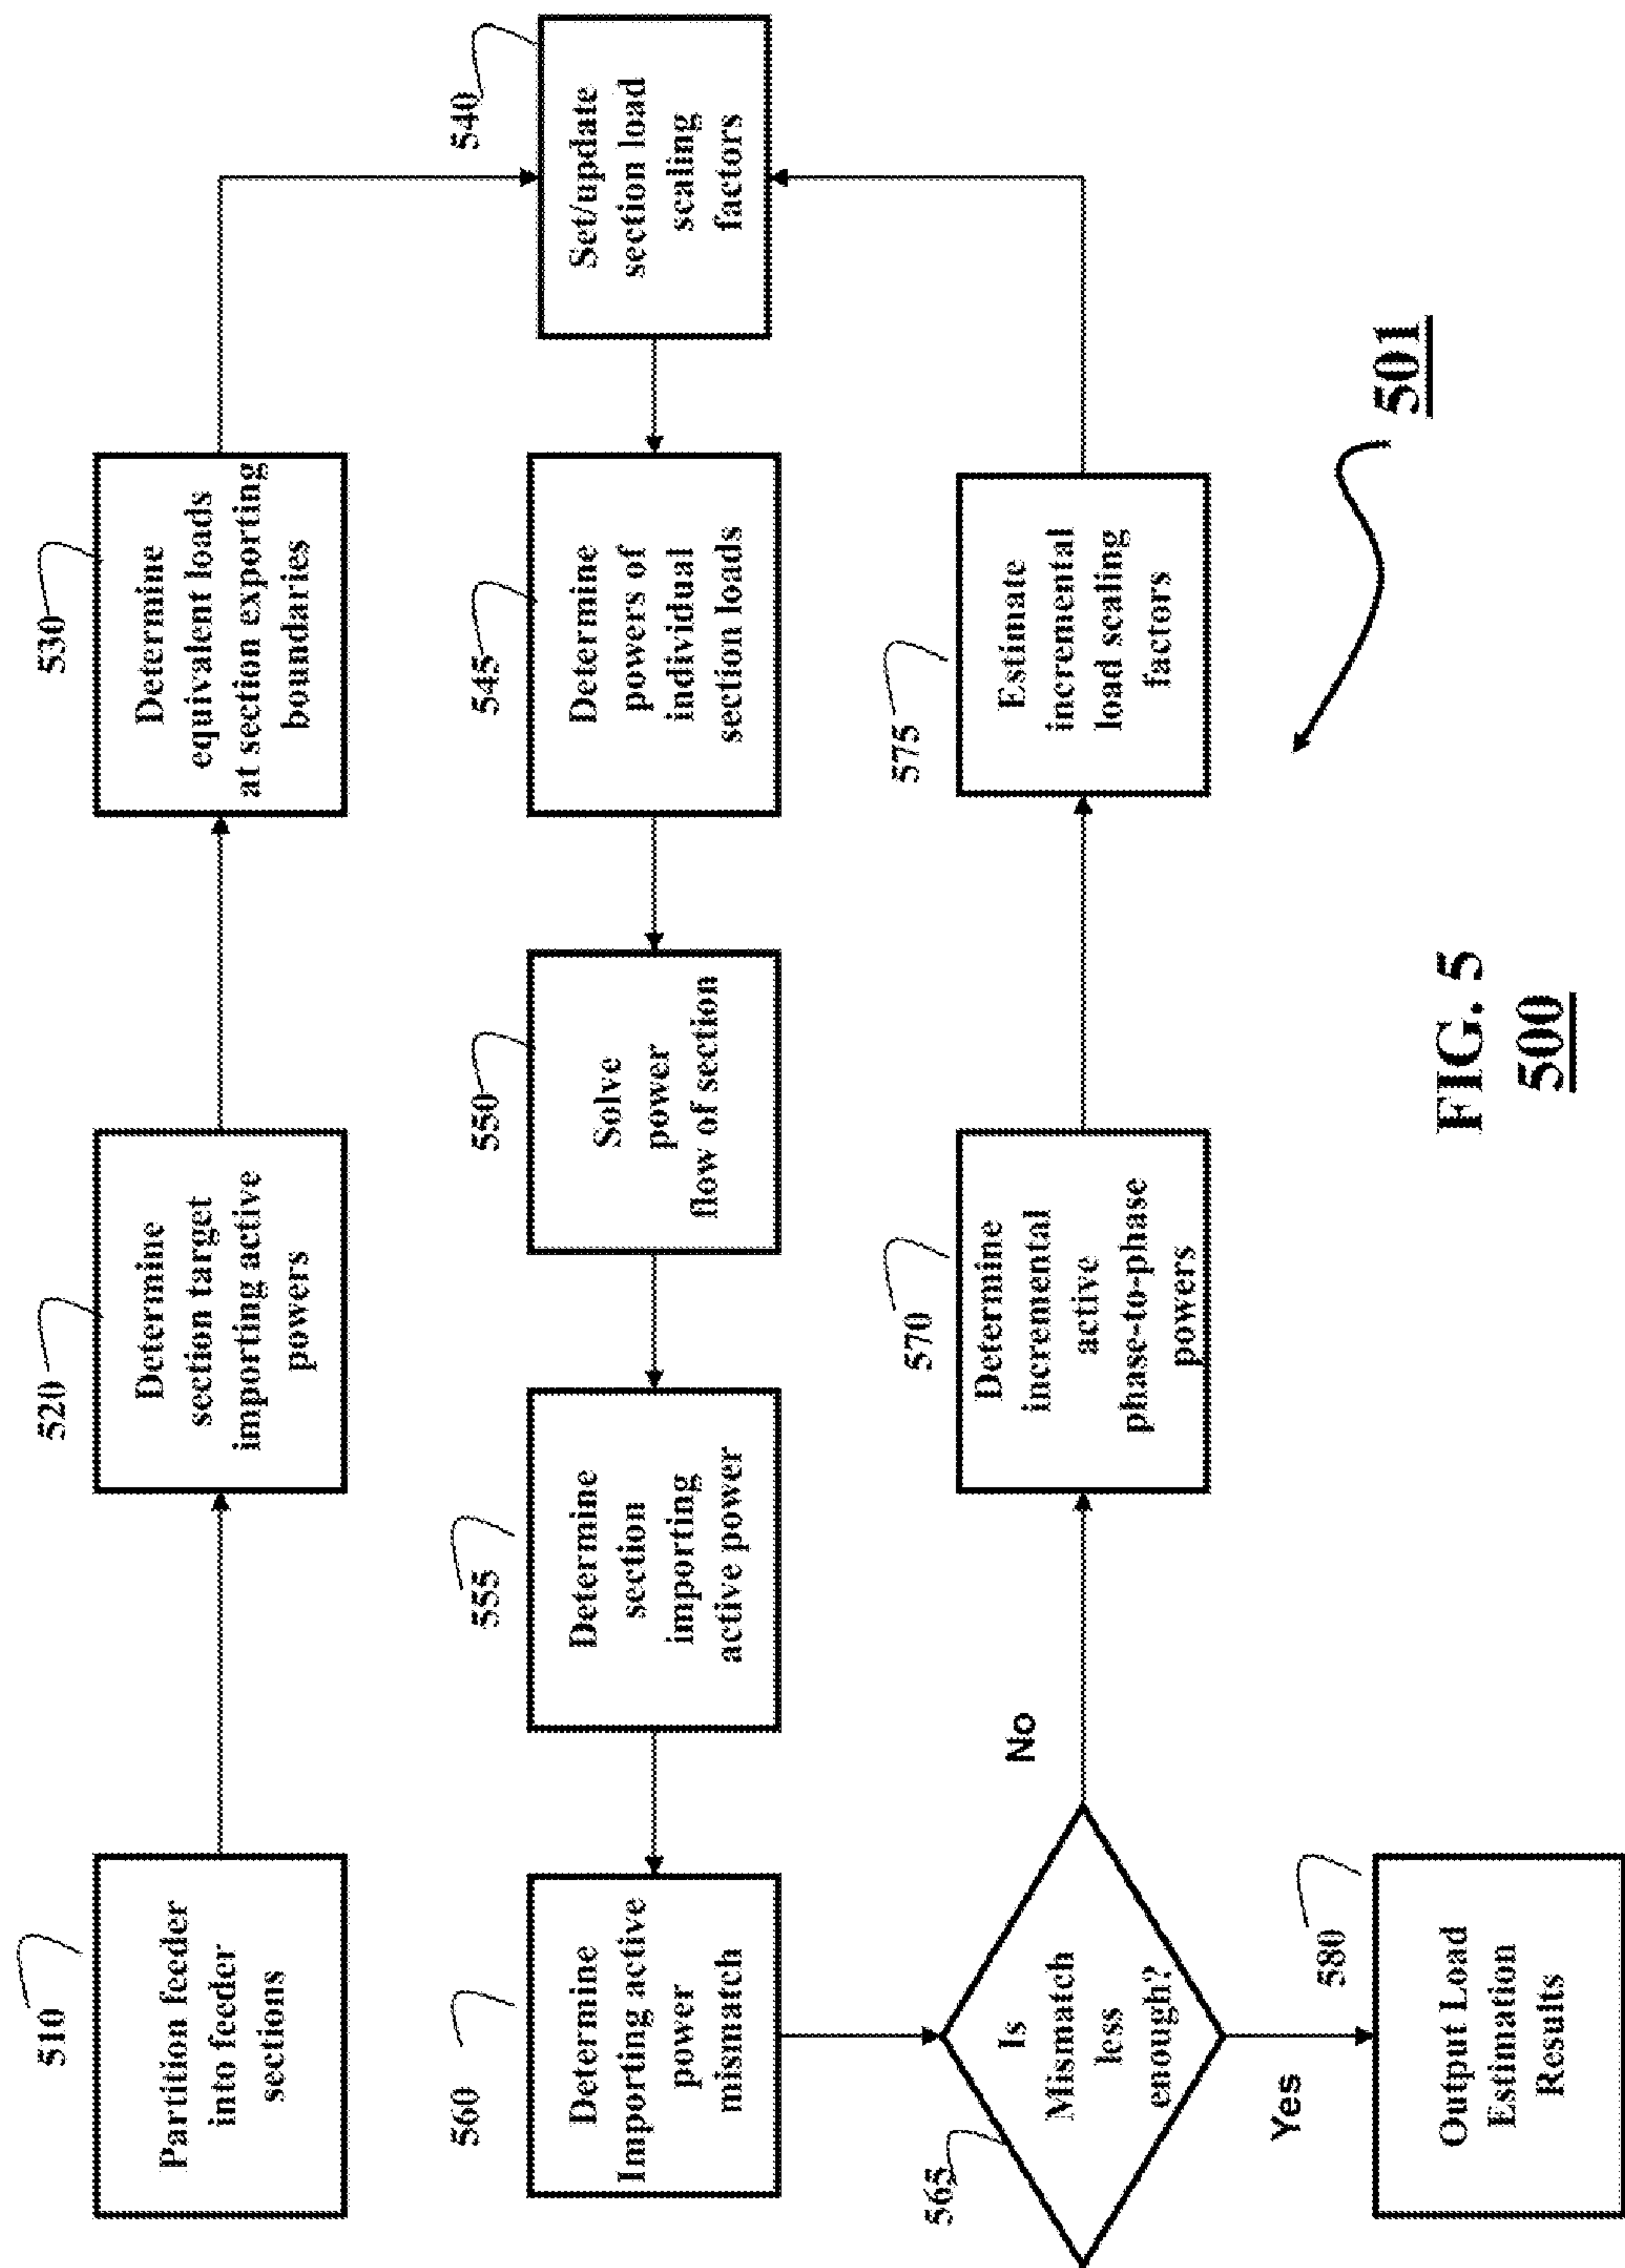 510
Partition feeder
into feeder
sections
520
Determine
section target
importing active
powers
530
Determine
equivalent loads
at section exporting
boundaries
540
Set/update
section load
scaling
factors
545
Determine
powers of
individual
section loads
550
Solve
power
flow of section
555
Determine
section
importing
active power
560
Determine
Importing active
power
mismatch
565
Is
Mismatch
less
enough?
No
Yes
570
Determine
incremental
active
phase-to-phase
powers
575
Estimate
incremental
load scaling
factors
580
Output Load
Estimation
Results
501
FIG. 5
500